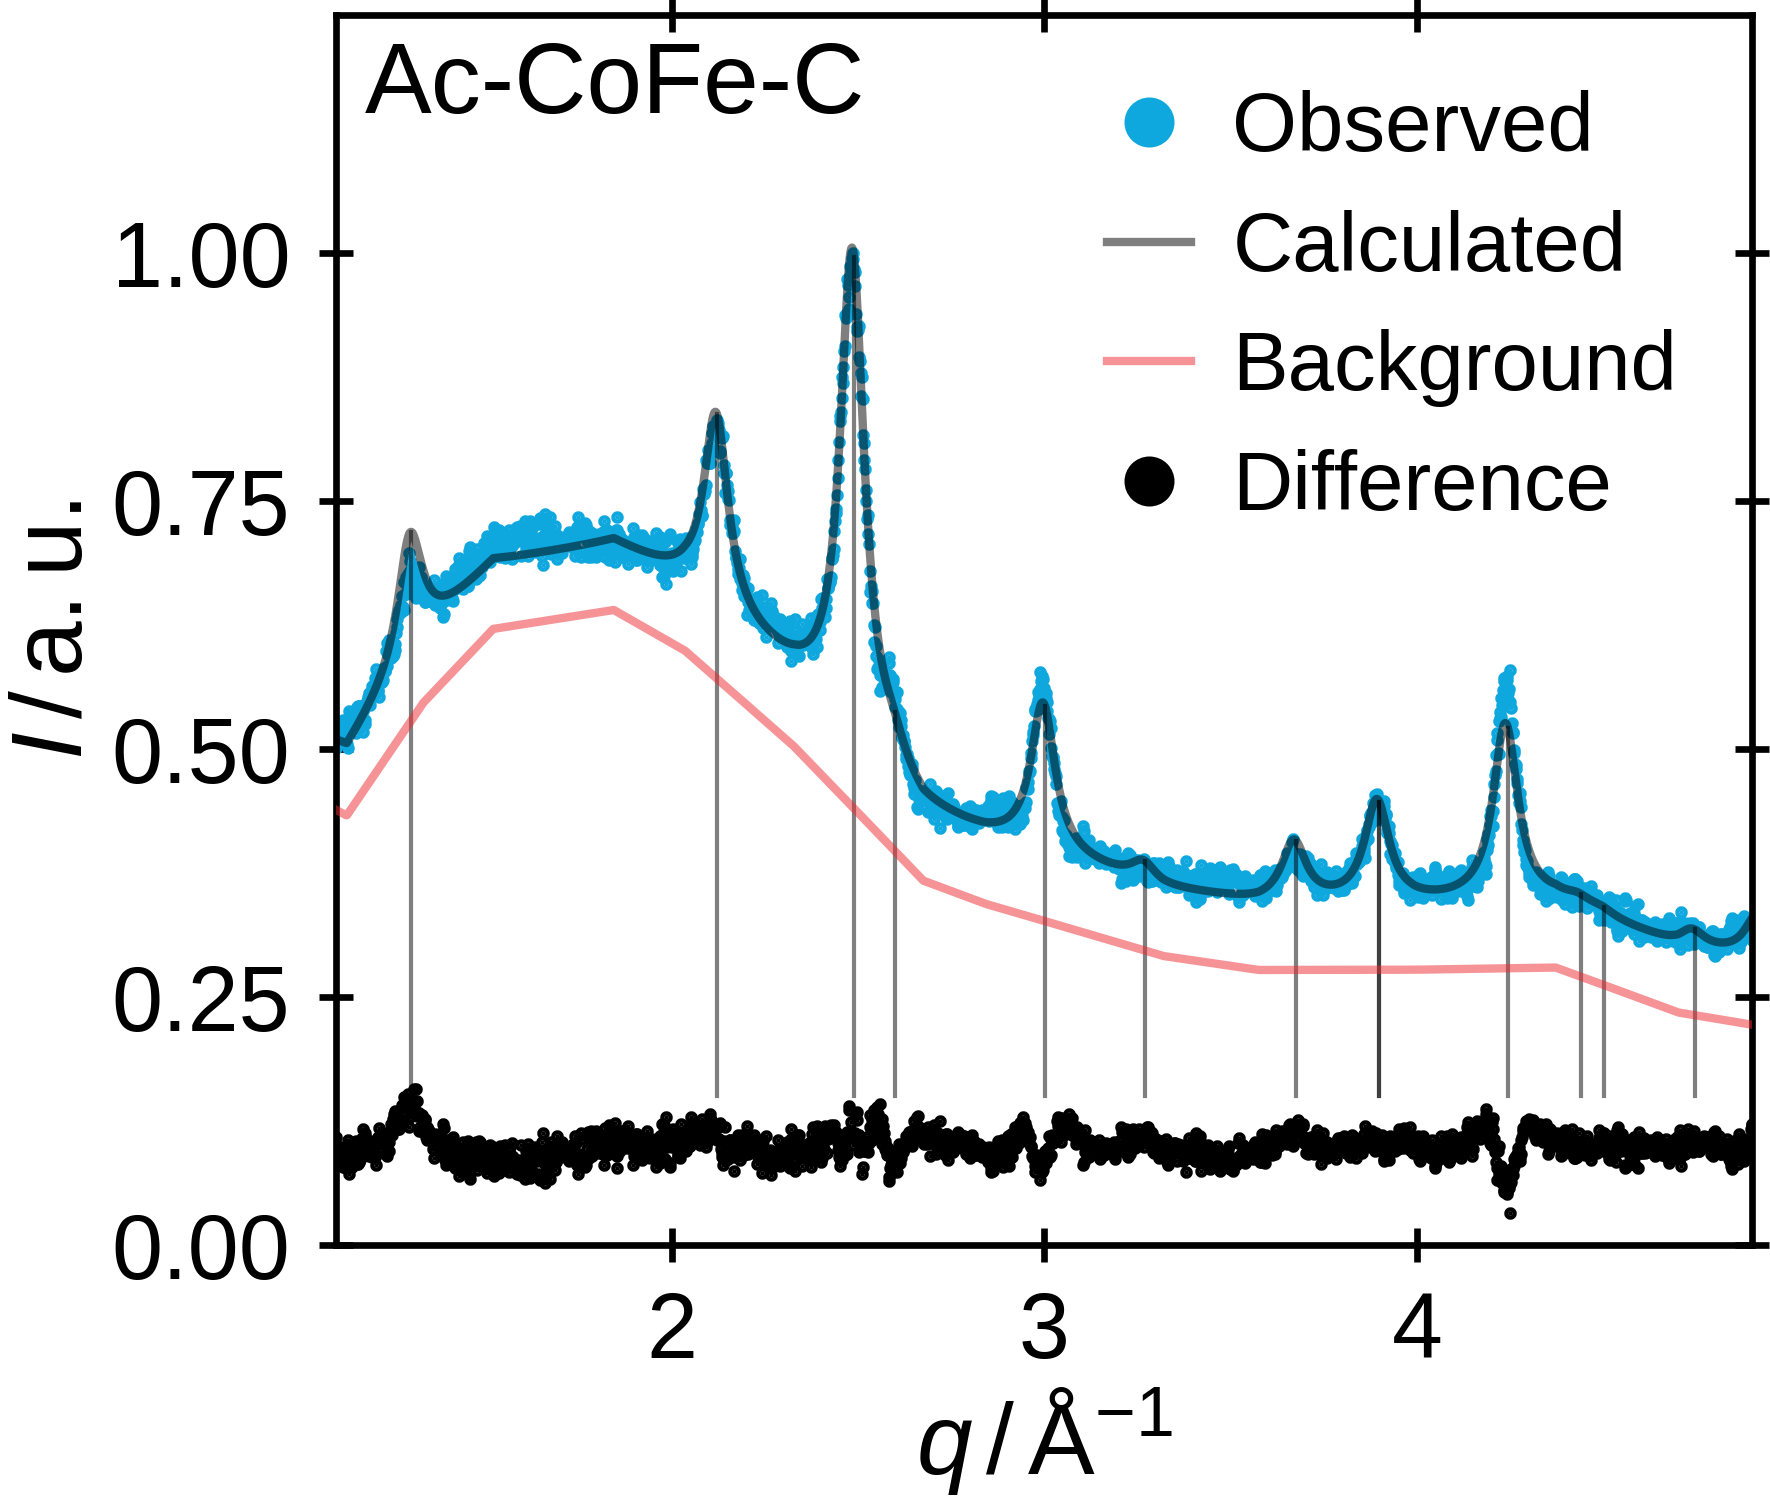 Ac-CoFe-C
Observed
Calculated
Background
Difference
1.00
0.75
0.50
0.25
0.00
I / a. u.
2 3 4
q / Å⁻¹